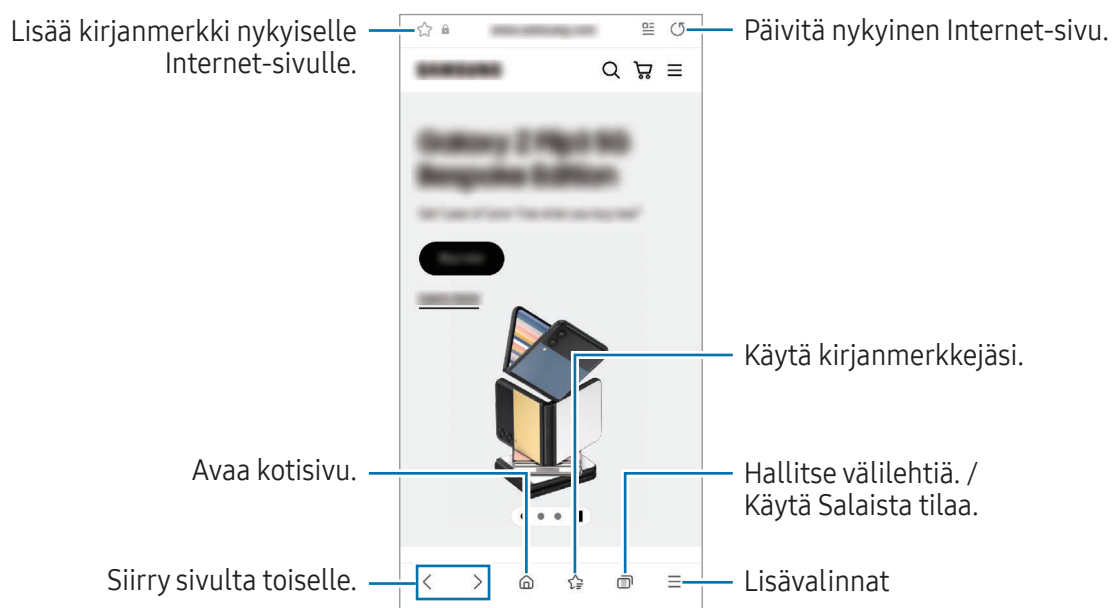 Lisää kirjanmerkki nykyiselle
Internet-sivulle.
Päivitä nykyinen Internet-sivu.
Käytä kirjanmerkkejäsi.
Avaa kotisivu.
Hallitse välilehtiä. /
Käytä Salaista tilaa.
Siirry sivulta toiselle.
Lisävalinnat